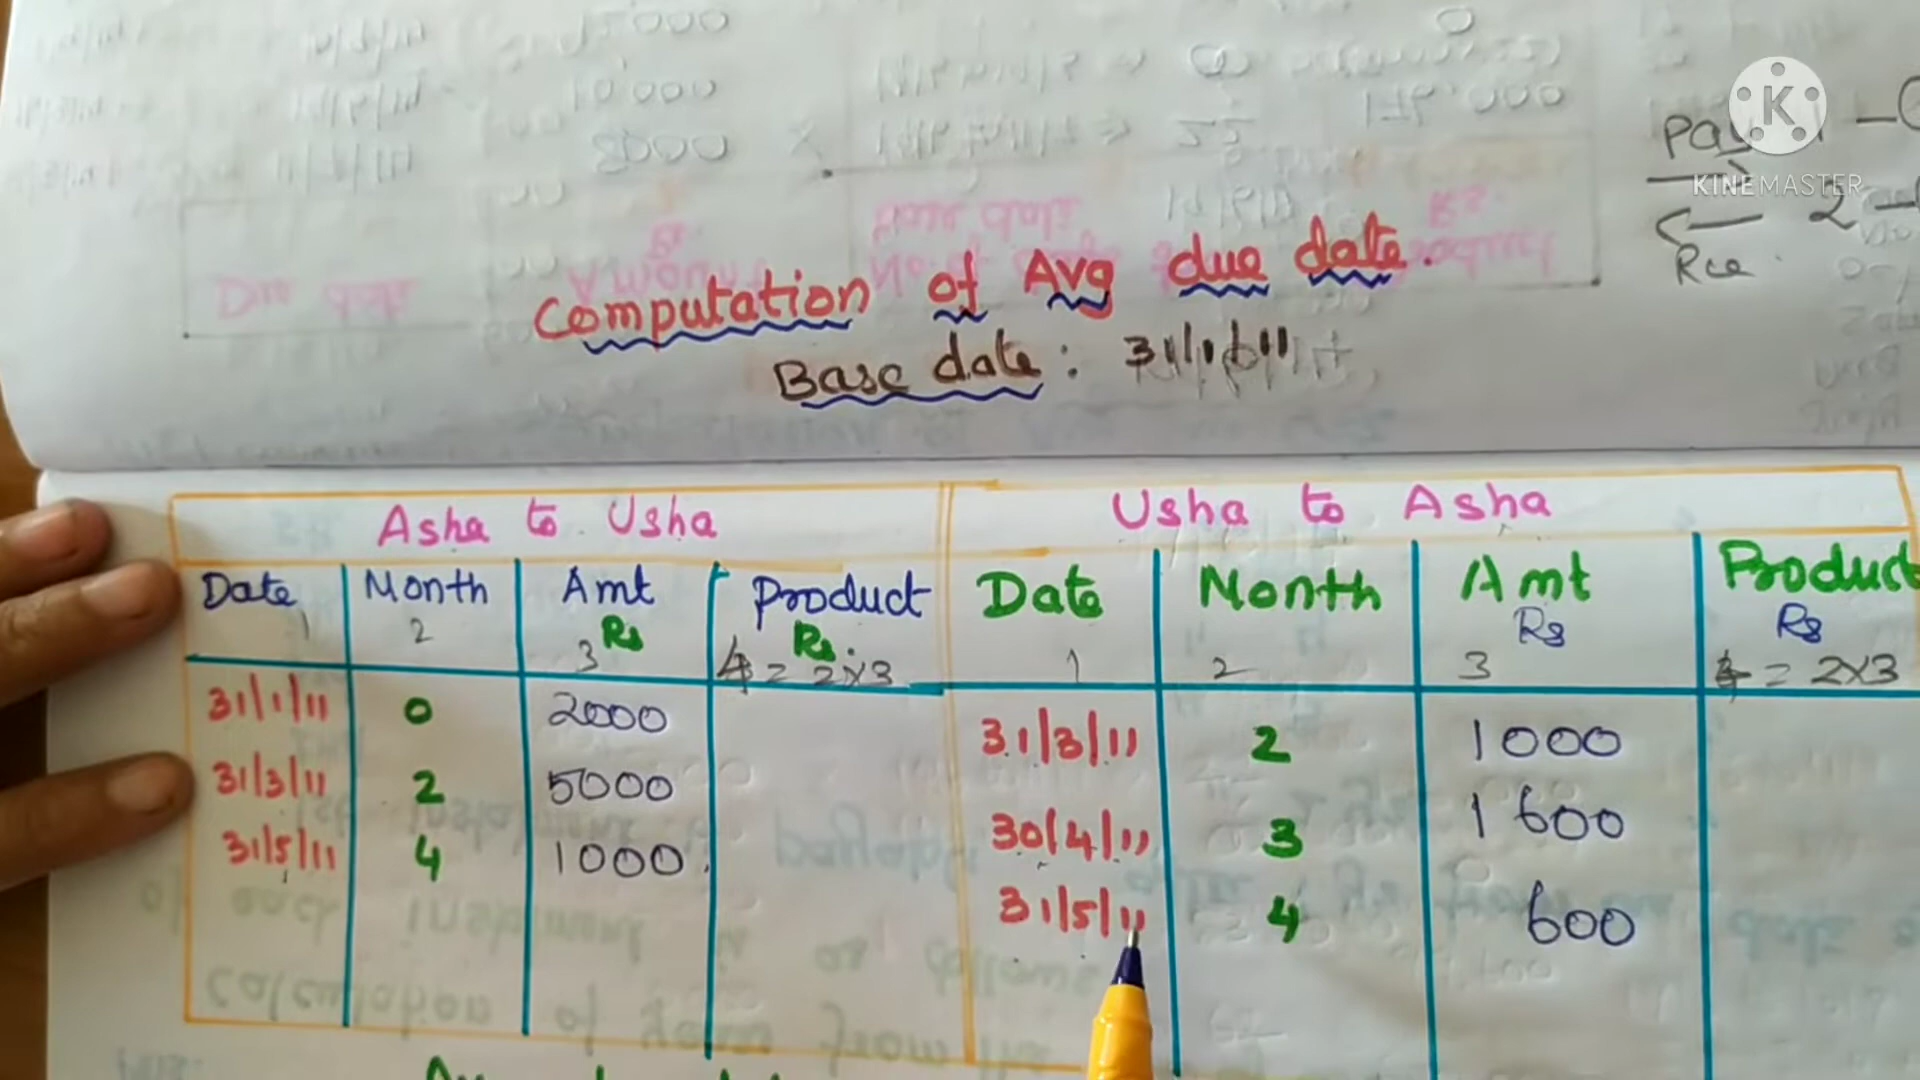 KINEMASTER
Rce
Computation of Avg due date.
Base date: 31/1/11
Asha to Usha Usha to Asha
Date Month Amt Product Date Month Amt Product
Rs Rs. Rs Rs
1 2 3 4 = 2x3 1 2 3 4 = 2x3
31/1/11 0 2000 31/3/11 2 1000
31/3/11 2 5000 30/4/11 3 1600
31/5/11 4 1000. 31/5/11 4 600